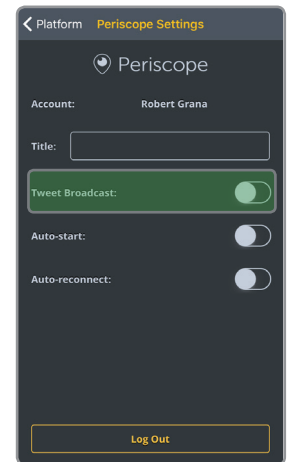 Platform Periscope Settings
Periscope
Account: Robert Grana
Title:
Tweet Broadcast:
Auto-start:
Auto-reconnect:
Log Out